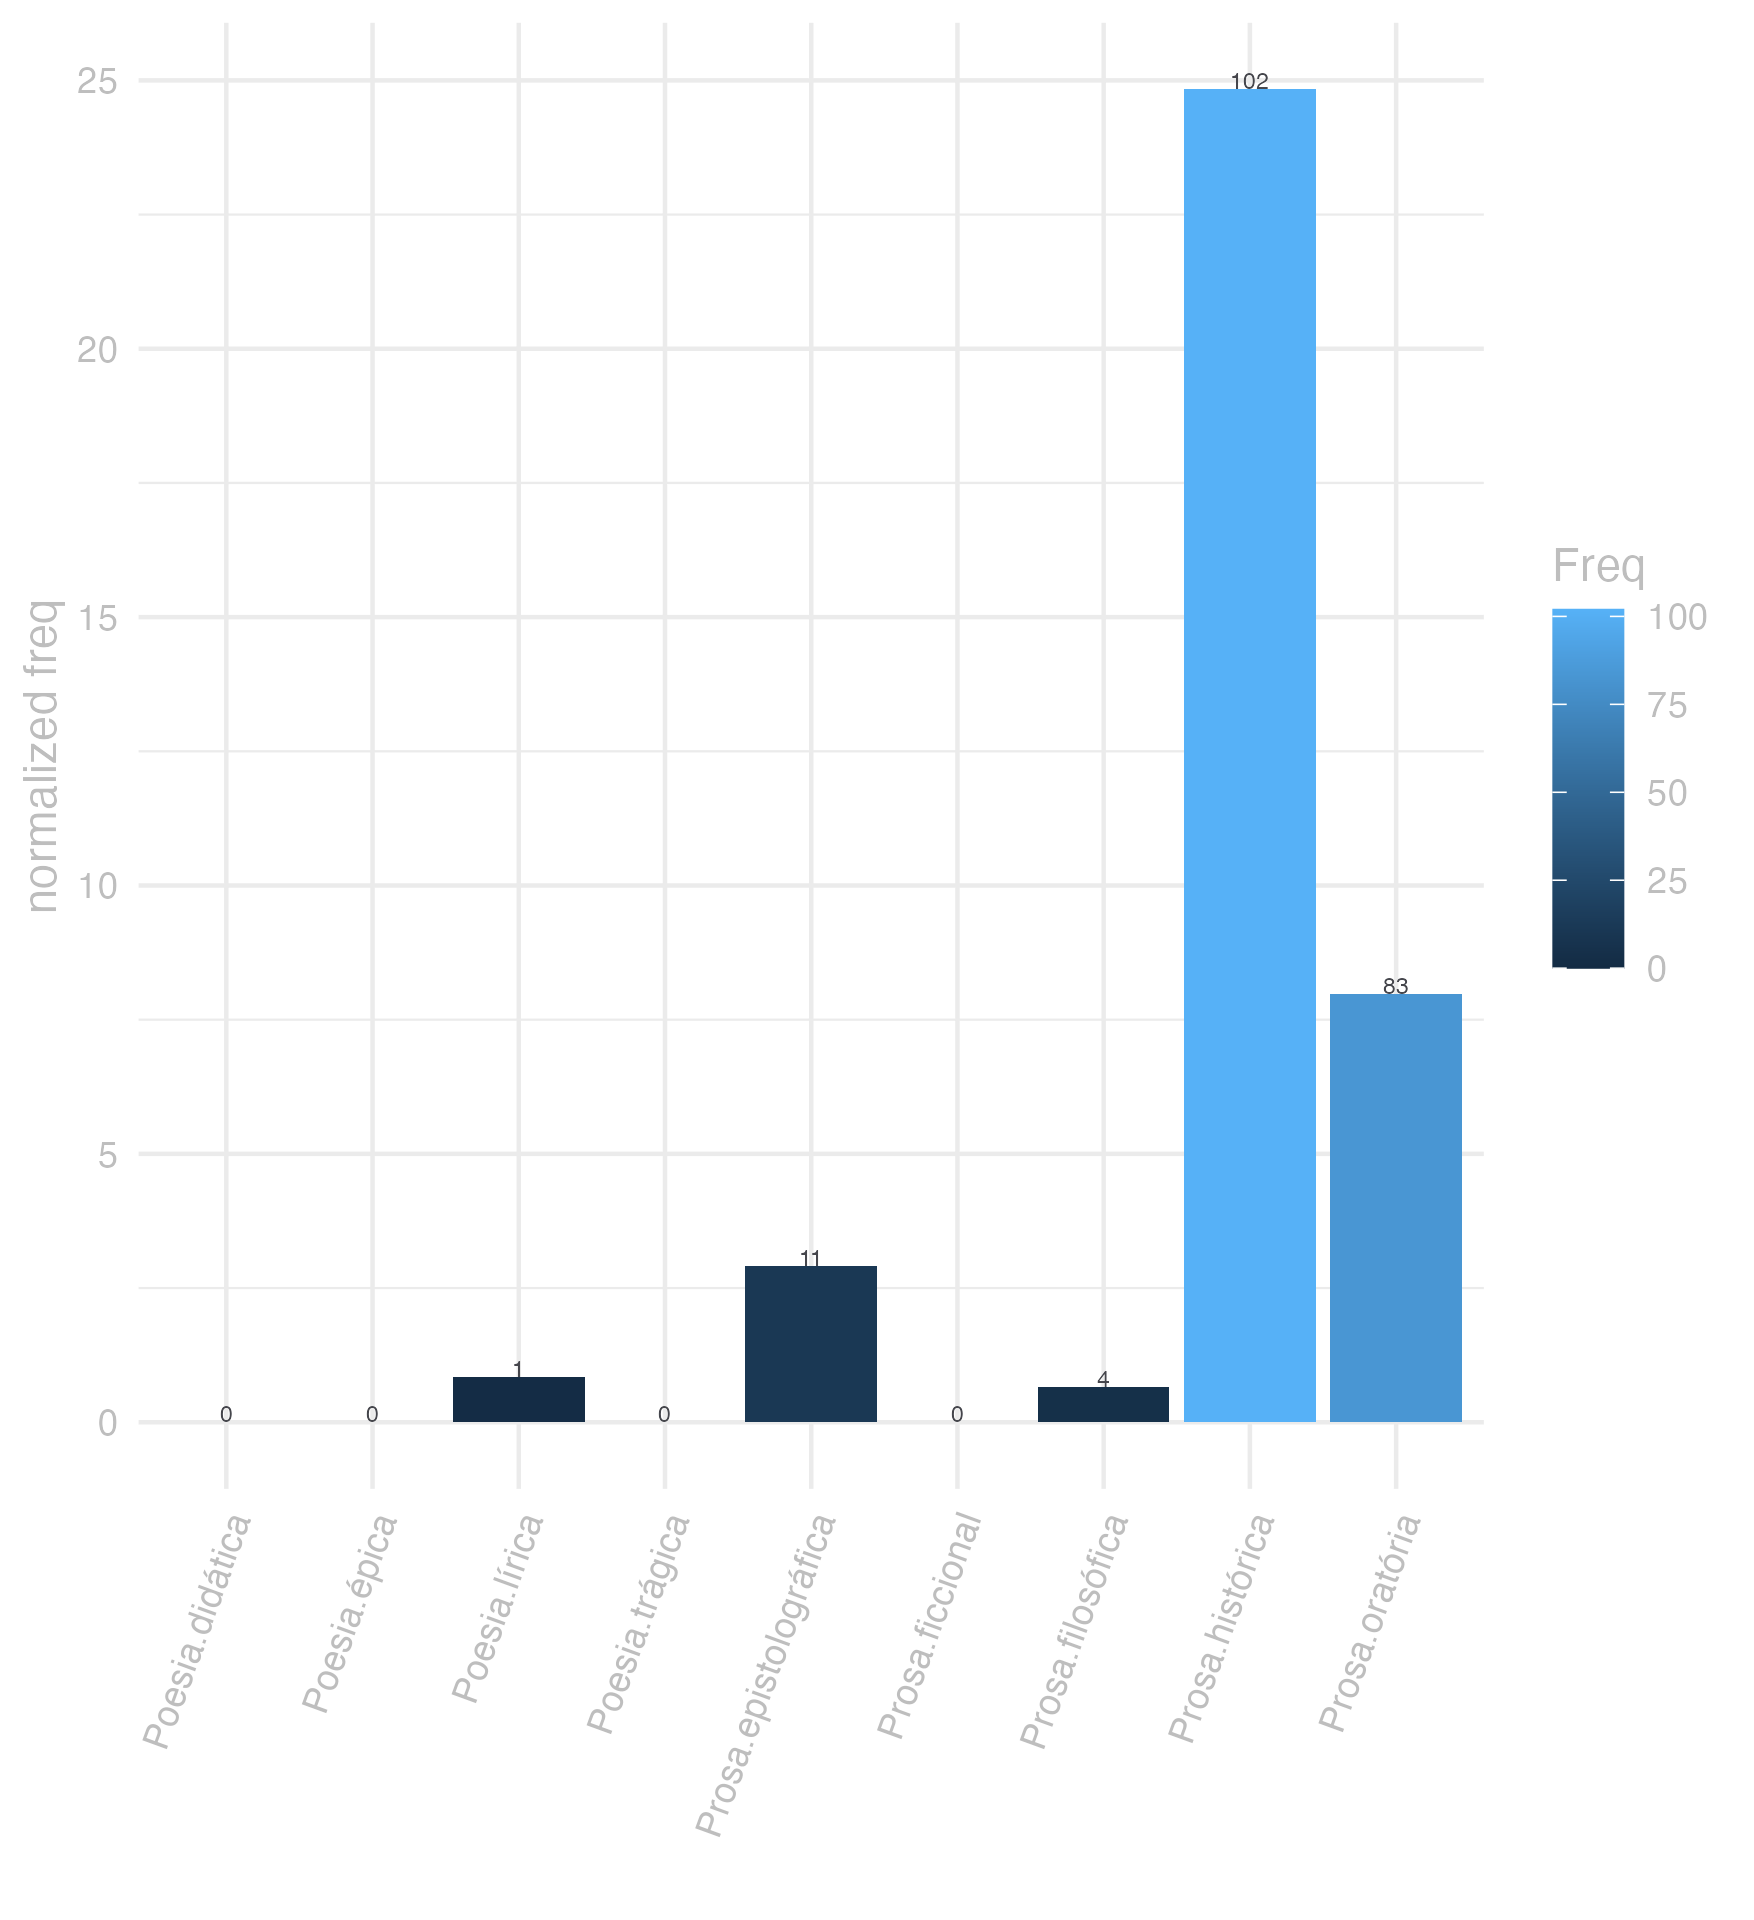 normalized freq
25
20
15
10
5
0
0
0
1
0
11
0
4
102
83
Poesia.didática
Poesia.épica
Poesia.lírica
Poesia.trágica
Prosa.epistolográfica
Prosa.ficcional
Prosa.filosófica
Prosa.histórica
Prosa.oratória
Freq
100
75
50
25
0